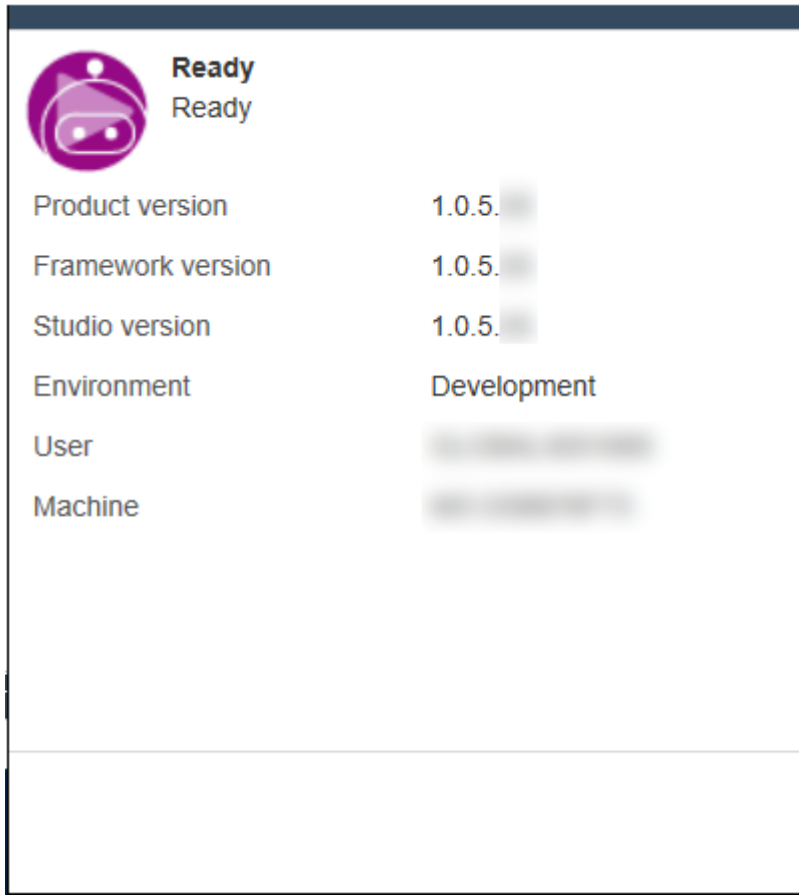 Ready
Ready
Product version 1.0.5.
Framework version 1.0.5.
Studio version 1.0.5.
Environment Development
User
Machine